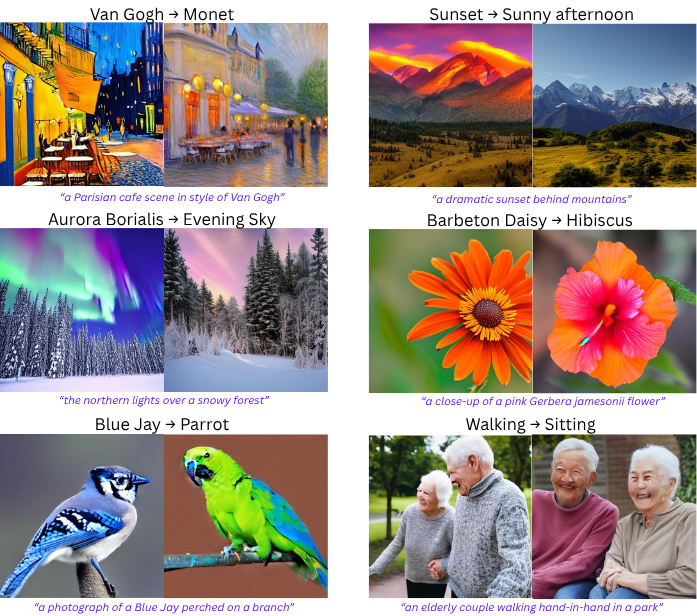 Van Gogh → Monet
Sunset → Sunny afternoon
“a Parisian cafe scene in style of Van Gogh”
“a dramatic sunset behind mountains”
Aurora Borialis → Evening Sky
Barbeton Daisy → Hibiscus
“the northern lights over a snowy forest”
“a close-up of a pink Gerbera jamesonii flower”
Blue Jay → Parrot
Walking → Sitting
“a photograph of a Blue Jay perched on a branch”
“an elderly couple walking hand-in-hand in a park”